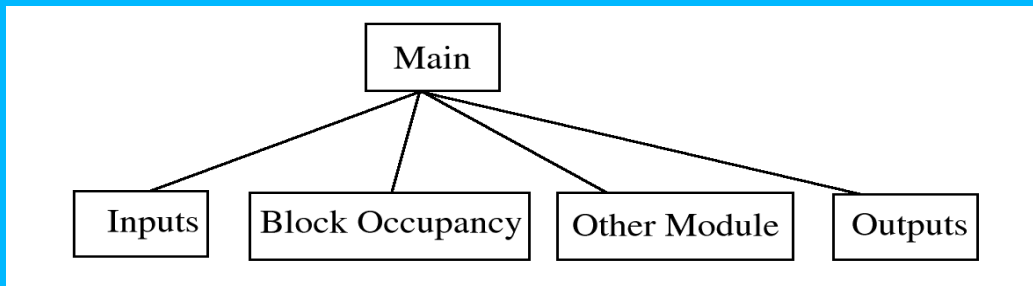 Main
Inputs
Block Occupancy
Other Module
Outputs